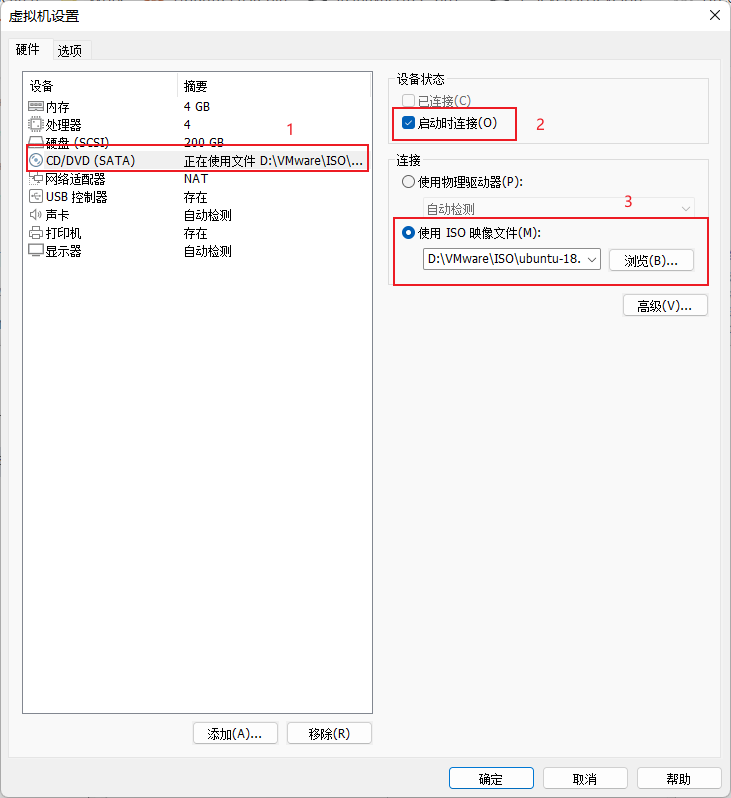 虚拟机设置
硬件 选项
设备 摘要
内存 4 GB
处理器 4
硬盘 (SCSI) 200 GB
CD/DVD (SATA) 正在使用文件 D:\VMware\ISO\...
网络适配器 NAT
USB 控制器 存在
声卡 自动检测
打印机 存在
显示器 自动检测
1
添加(A)... 移除(R)
设备状态
已连接(C)
启动时连接(O)
2
连接
使用物理驱动器(P):
自动检测
3
使用 ISO 映像文件(M):
D:\VMware\ISO\ubuntu-18. 浏览(B)...
高级(V)...
确定 取消 帮助